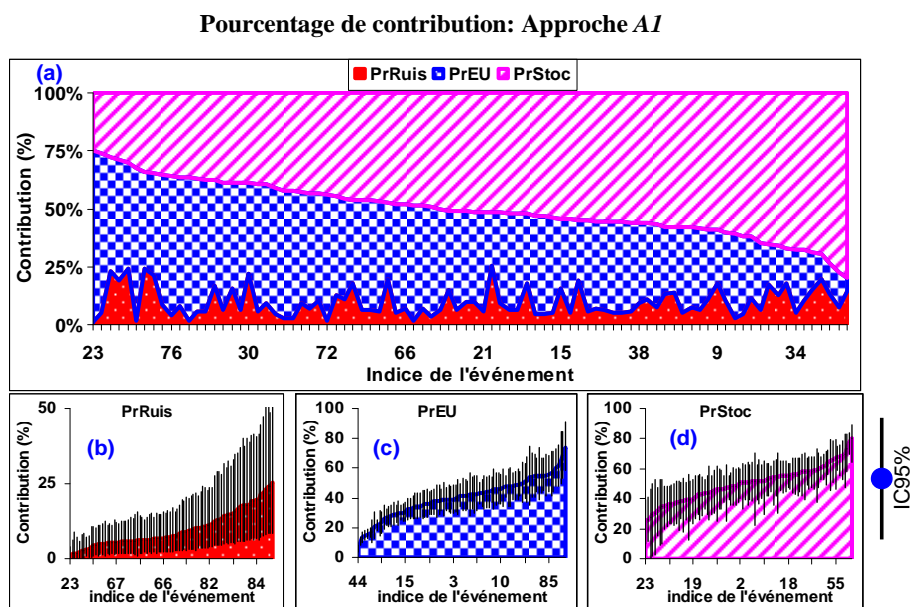 Pourcentage de contribution: Approche A1
(a)
PrRuis PrEU PrStoc
100%
75%
50%
25%
0%
Contribution (%)
23 76 30 72 66 21 15 38 9 34
Indice de l'événement
PrRuis
(b)
50
25
0
Contribution (%)
23 67 66 82 84
indice de l'événement
PrEU
(c)
100
80
60
40
20
0
Contribution (%)
44 15 3 10 85
indice de l'événement
PrStoc
(d)
100
80
60
40
20
0
Contribution (%)
23 19 2 18 55
indice de l'événement
IC95%